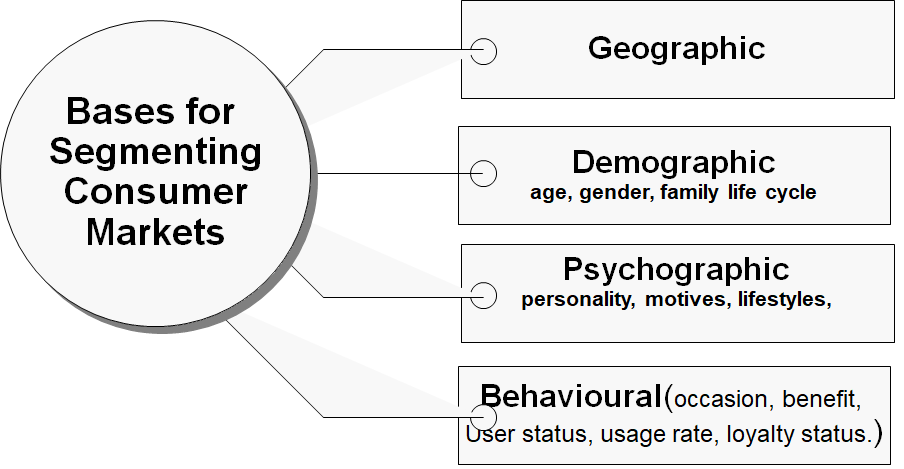 Bases for
Segmenting
Consumer
Markets
Geographic
Demographic
age, gender, family life cycle
Psychographic
personality, motives, lifestyles,
Behavioural(occasion, benefit,
User status, usage rate, loyalty status.)